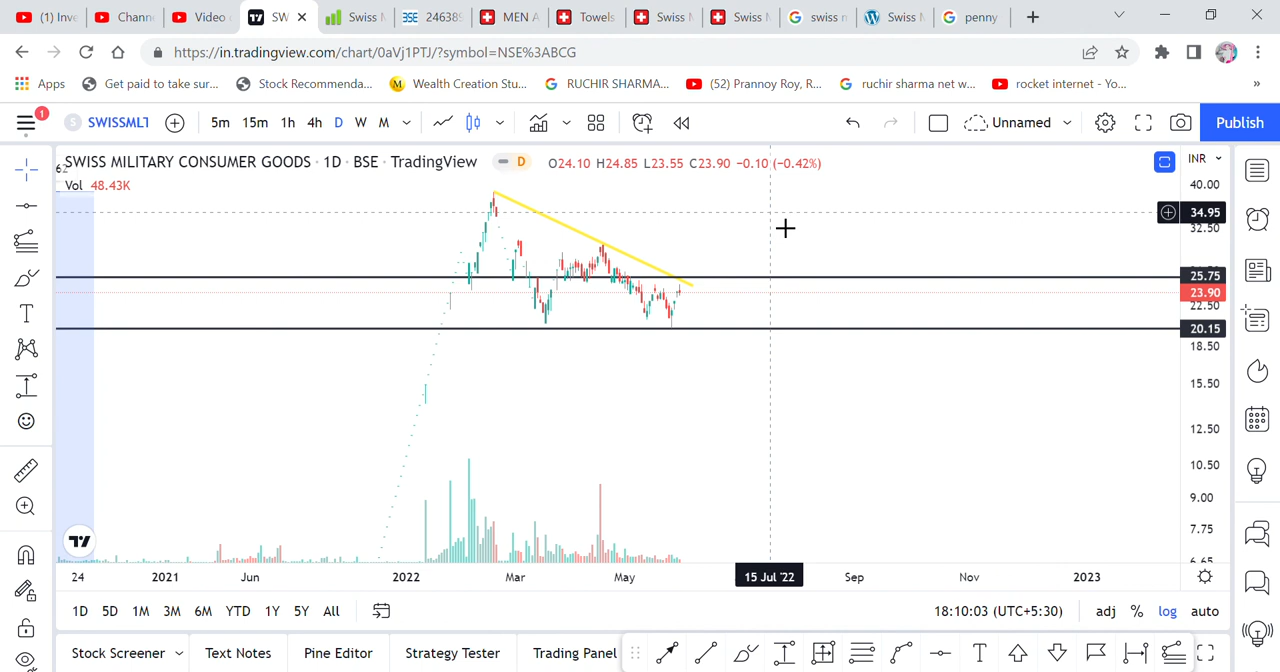 (1) Inve
Chann
Video
SW
Swiss M
24638
MEN A
Towels
Swiss M
Swiss M
swiss n
Swiss M
penny
https://in.tradingview.com/chart/0aVj1PTJ/?symbol=NSE%3ABCG
Apps
Get paid to take sur...
Stock Recommenda...
Wealth Creation Stu...
RUCHIR SHARMA...
(52) Prannoy Roy, R...
ruchir sharma net w...
rocket internet - Yo...
»
1
S SWISSMLT
5m 15m 1h 4h D W M
Unnamed
Publish
SWISS MILITARY CONSUMER GOODS · 1D · BSE · TradingView
D
O24.10 H24.85 L23.55 C23.90 −0.10 (−0.42%)
INR
Vol 48.43K
40.00
34.95
32.50
25.75
23.90
22.50
20.15
18.50
15.50
12.50
10.50
9.00
7.75
6.65
24 2021 Jun 2022 Mar May 15 Jul '22 Sep Nov 2023
1D 5D 1M 3M 6M YTD 1Y 5Y All
18:10:03 (UTC+5:30) adj % log auto
Stock Screener Text Notes Pine Editor Strategy Tester Trading Panel